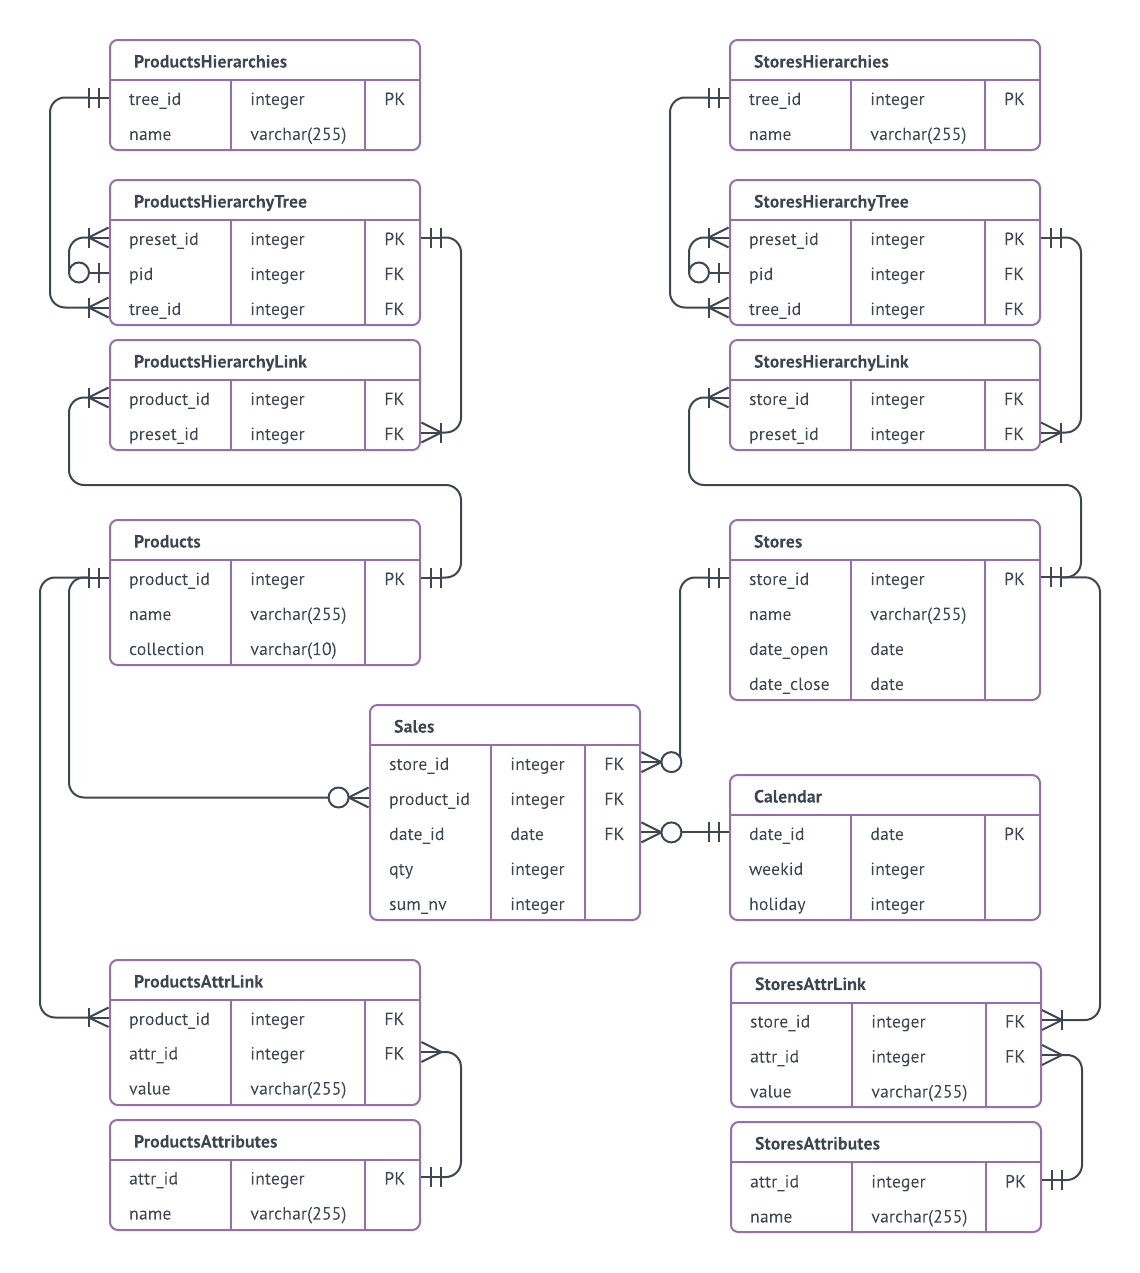 ProductsHierarchies
tree_id integer PK
name varchar(255)
ProductsHierarchyTree
preset_id integer PK
pid integer FK
tree_id integer FK
ProductsHierarchyLink
product_id integer FK
preset_id integer FK
Products
product_id integer PK
name varchar(255)
collection varchar(10)
StoresHierarchies
tree_id integer PK
name varchar(255)
StoresHierarchyTree
preset_id integer PK
pid integer FK
tree_id integer FK
StoresHierarchyLink
store_id integer FK
preset_id integer FK
Stores
store_id integer PK
name varchar(255)
date_open date
date_close date
Sales
store_id integer FK
product_id integer FK
date_id date FK
qty integer
sum_nv integer
Calendar
date_id date PK
weekid integer
holiday integer
ProductsAttrLink
product_id integer FK
attr_id integer FK
value varchar(255)
ProductsAttributes
attr_id integer PK
name varchar(255)
StoresAttrLink
store_id integer FK
attr_id integer FK
value varchar(255)
StoresAttributes
attr_id integer PK
name varchar(255)